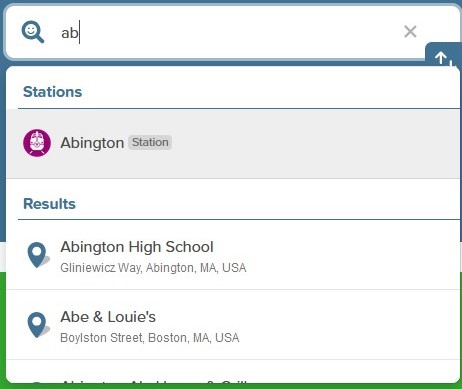 ab
Stations
Abington Station
Results
Abington High School
Gliniewicz Way, Abington, MA, USA
Abe & Louie's
Boylston Street, Boston, MA, USA